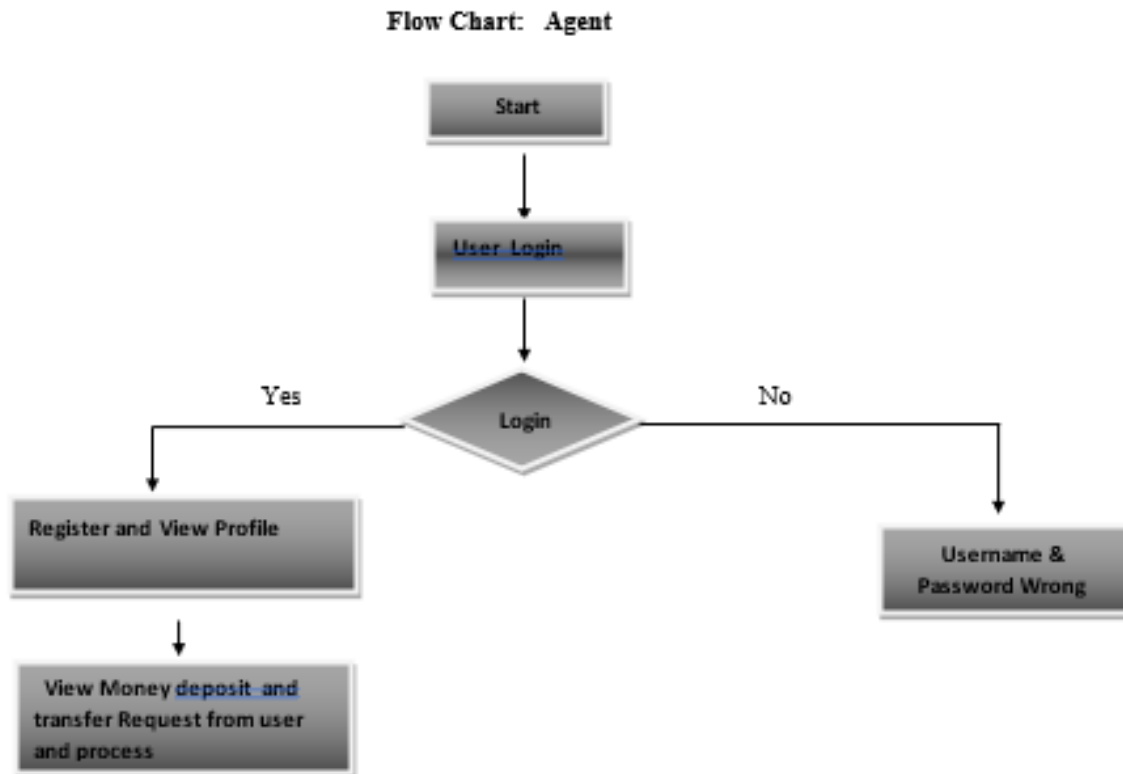 Flow Chart: Agent
Start
User Login
Login
Yes
No
Register and View Profile
Username &
Password Wrong
View Money deposit and
transfer Request from user
and process